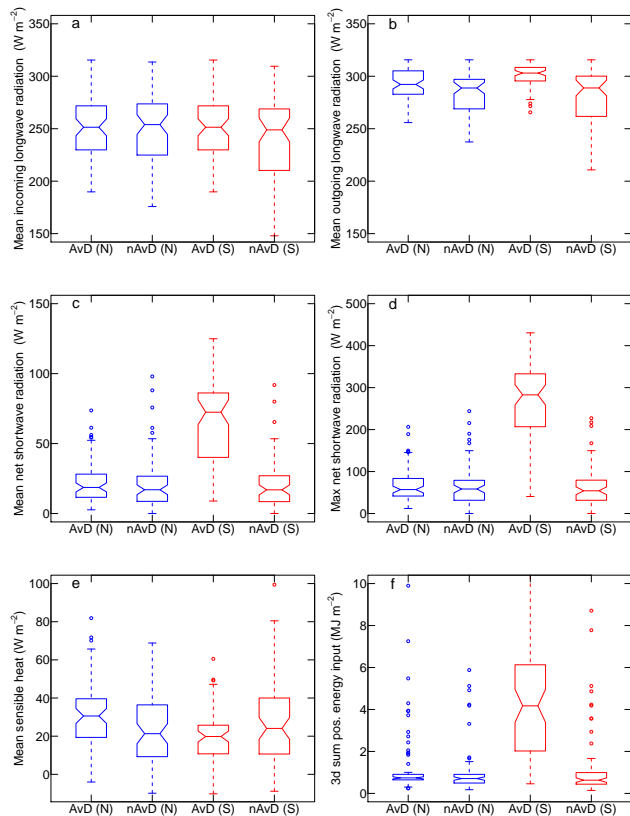 a
Mean incoming longwave radiation (W m−2)
350
300
250
200
150
AvD (N) nAvD (N) AvD (S) nAvD (S)
b
Mean outgoing longwave radiation (W m−2)
350
300
250
200
150
AvD (N) nAvD (N) AvD (S) nAvD (S)
c
Mean net shortwave radiation (W m−2)
150
100
50
0
AvD (N) nAvD (N) AvD (S) nAvD (S)
d
Max net shortwave radiation (W m−2)
500
400
300
200
100
0
AvD (N) nAvD (N) AvD (S) nAvD (S)
e
Mean sensible heat (W m−2)
100
80
60
40
20
0
AvD (N) nAvD (N) AvD (S) nAvD (S)
f
3d sum pos. energy input (MJ m−2)
10
8
6
4
2
0
AvD (N) nAvD (N) AvD (S) nAvD (S)